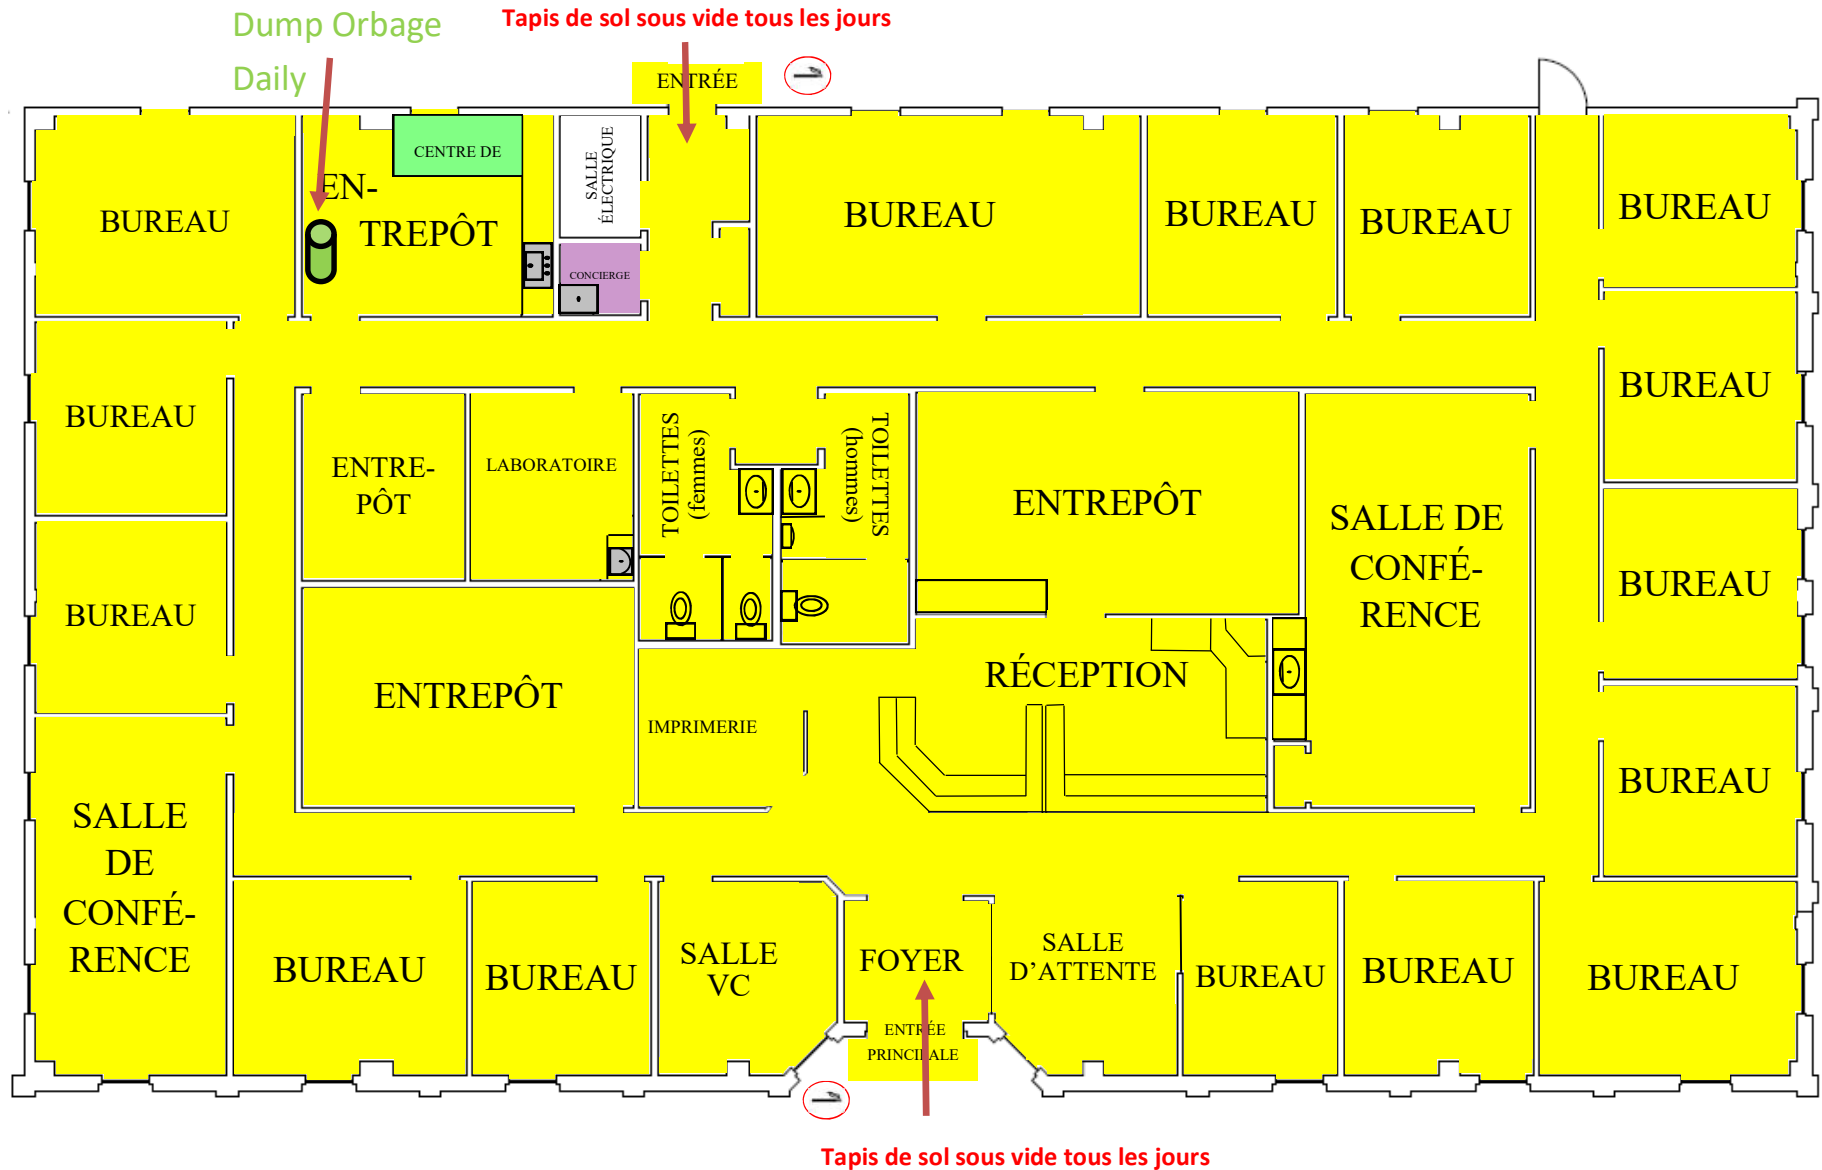 Dump Orbage
Daily
Tapis de sol sous vide tous les jours
ENTRÉE
BUREAU
EN-
TREPÔT
CENTRE DE
SALLE
ÉLECTRIQUE
CONCIERGE
BUREAU
BUREAU
BUREAU
BUREAU
BUREAU
ENTRE-
PÔT
LABORATOIRE
TOILETTES
(femmes)
TOILETTES
(hommes)
ENTREPÔT
SALLE DE
CONFÉ-
RENCE
BUREAU
BUREAU
BUREAU
ENTREPÔT
IMPRIMERIE
RÉCEPTION
BUREAU
SALLE
DE
CONFÉ-
RENCE
BUREAU
BUREAU
SALLE
VC
FOYER
ENTRÉE
PRINCIPALE
SALLE
D'ATTENTE
BUREAU
BUREAU
BUREAU
Tapis de sol sous vide tous les jours